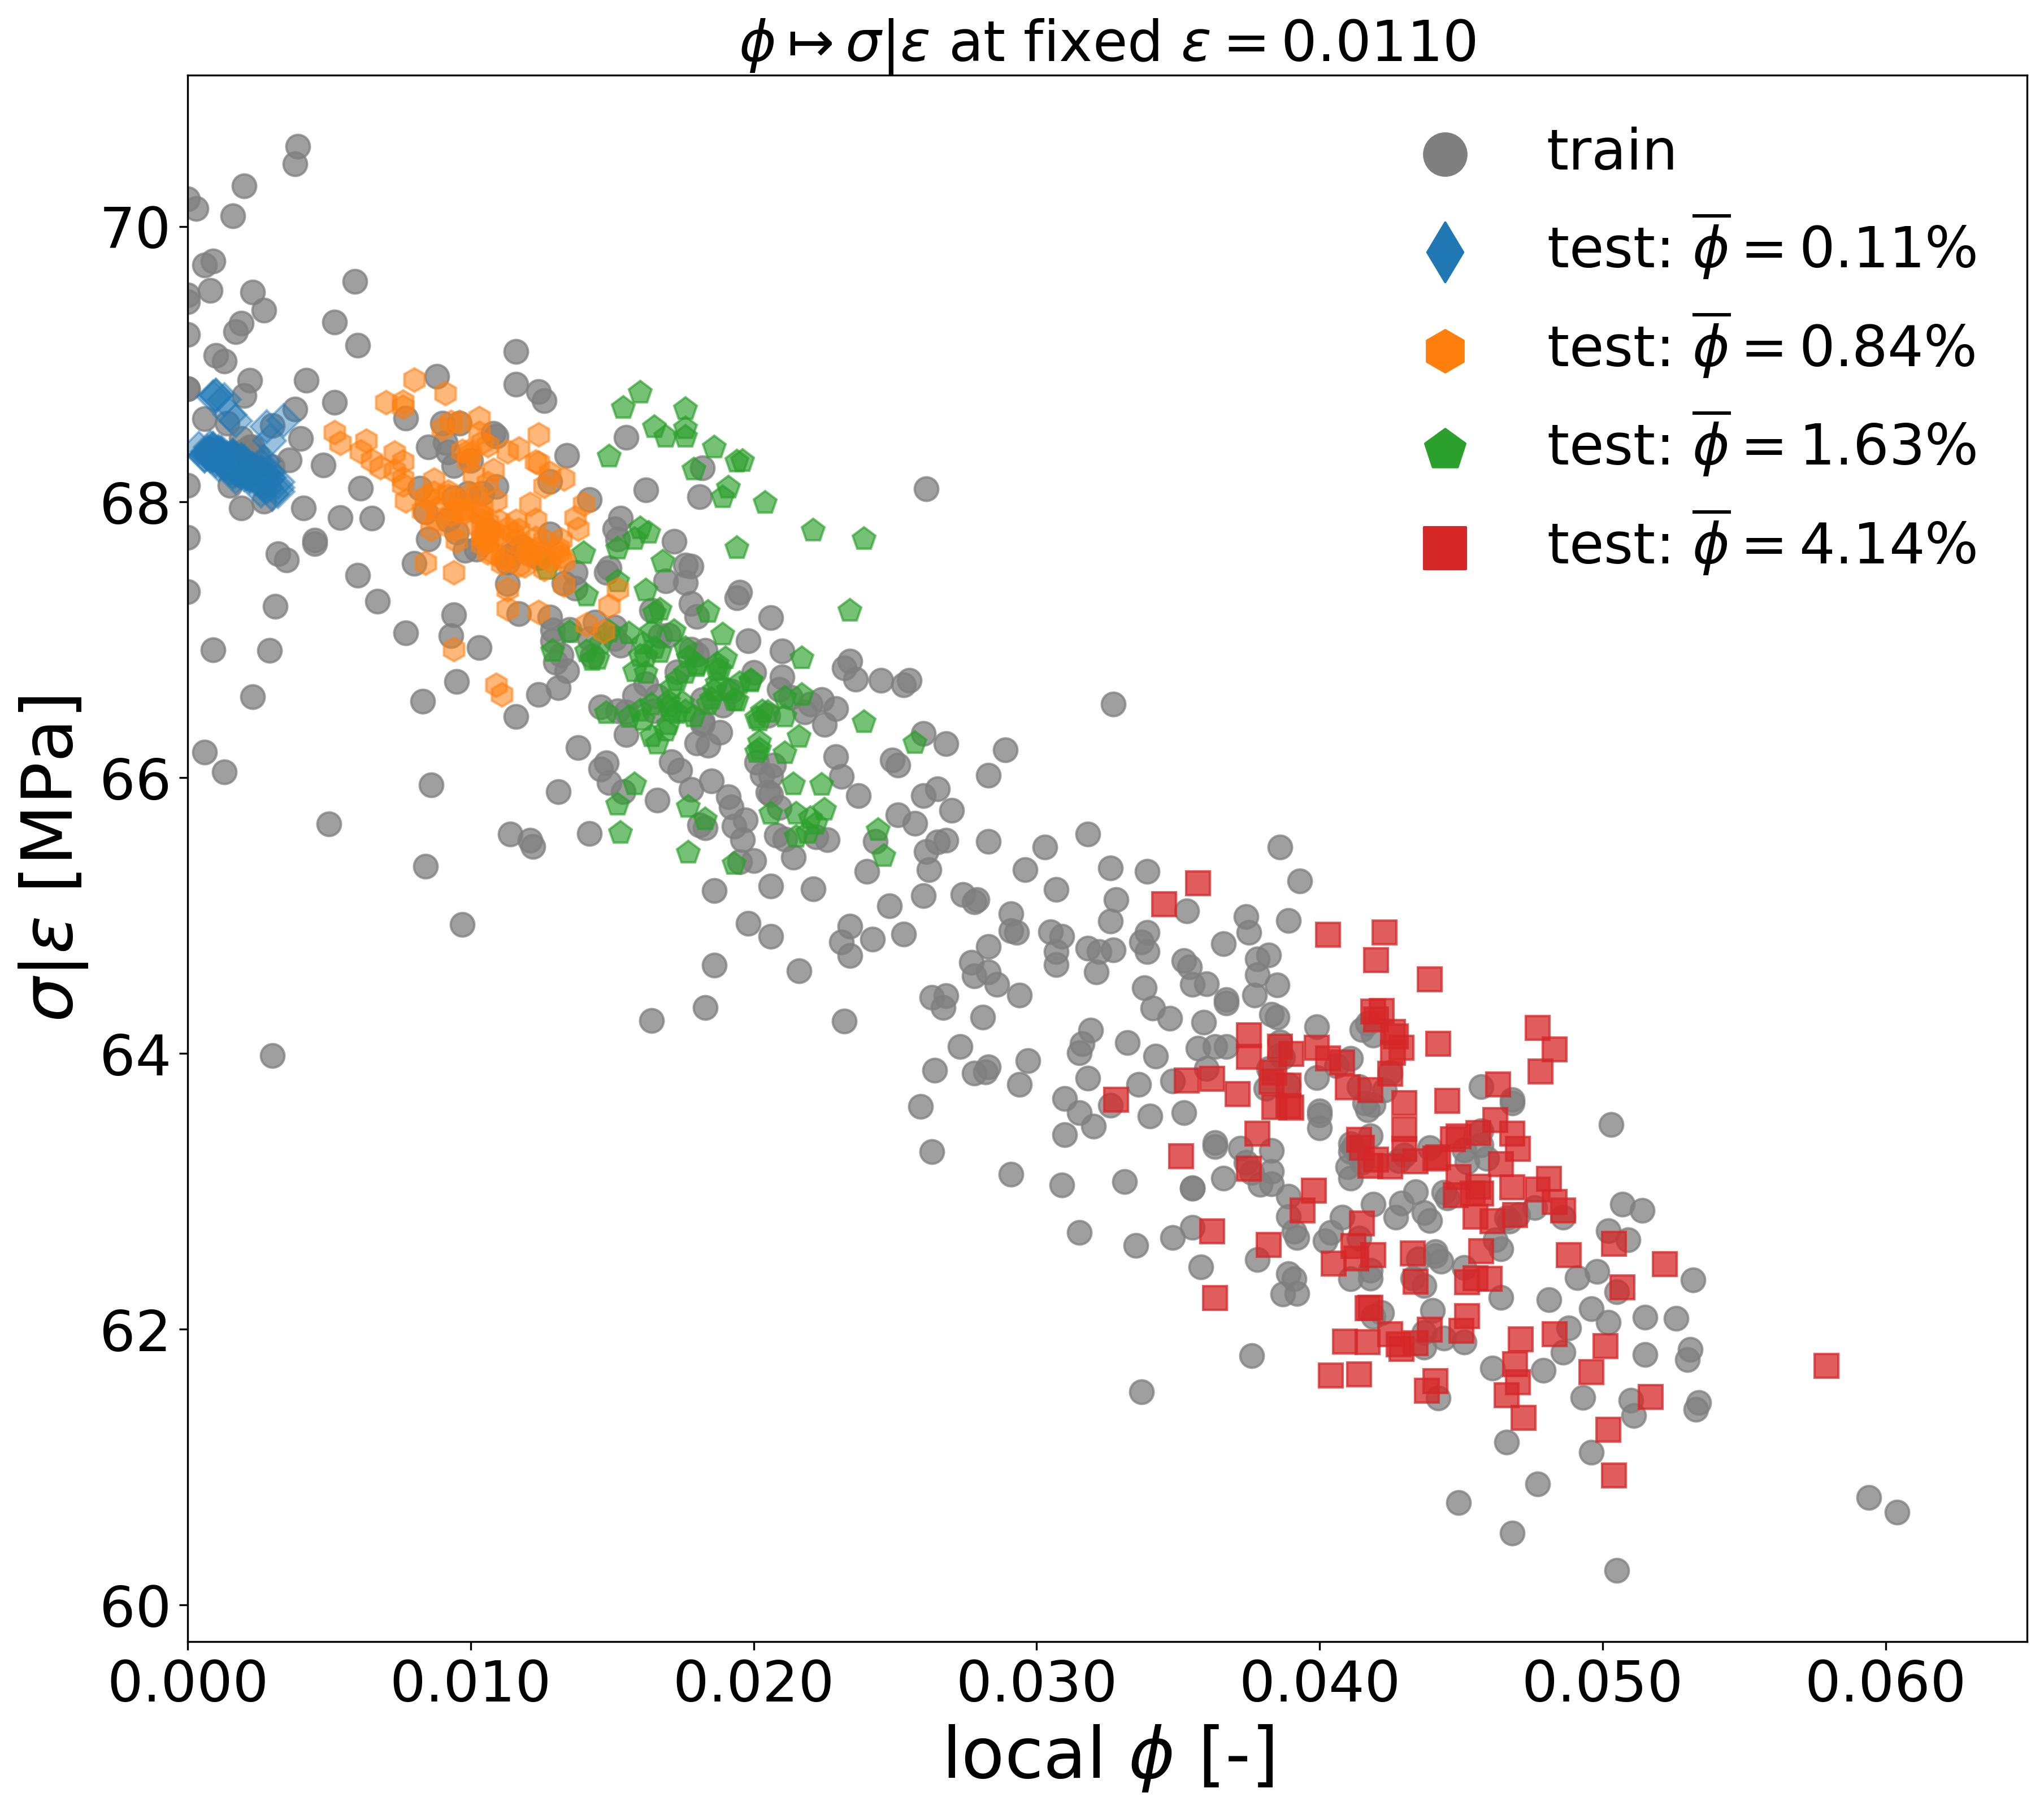 ϕ ↦ σ|ε at fixed ε = 0.0110
train
test: ϕ̅ = 0.11%
test: ϕ̅ = 0.84%
test: ϕ̅ = 1.63%
test: ϕ̅ = 4.14%
70
68
66
64
62
60
σ|ε [MPa]
0.000 0.010 0.020 0.030 0.040 0.050 0.060
local ϕ [-]